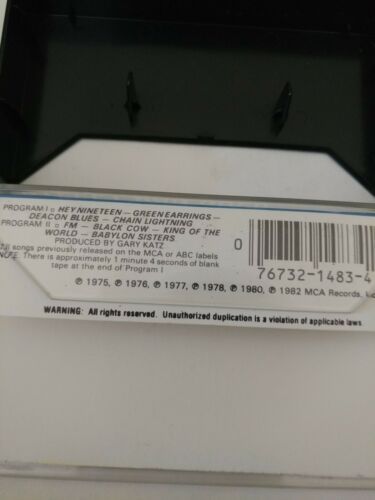 PROGRAM I: HEY NINETEEN — GREEN EARRINGS —
DEACON BLUES — CHAIN LIGHTNING
PROGRAM II: FM — BLACK COW — KING OF THE
WORLD — BABYLON SISTERS
PRODUCED BY GARY KATZ
All songs previously released on the MCA or ABC labels
NOTE: There is approximately 1 minute 4 seconds of blank
tape at the end of Program I
℗ 1975, ℗ 1976, ℗ 1977, ℗ 1978, ℗ 1980, ℗ 1982 MCA Records,
WARNING: All rights reserved. Unauthorized duplication is a violation of applicable laws.
0 76732-1483-4